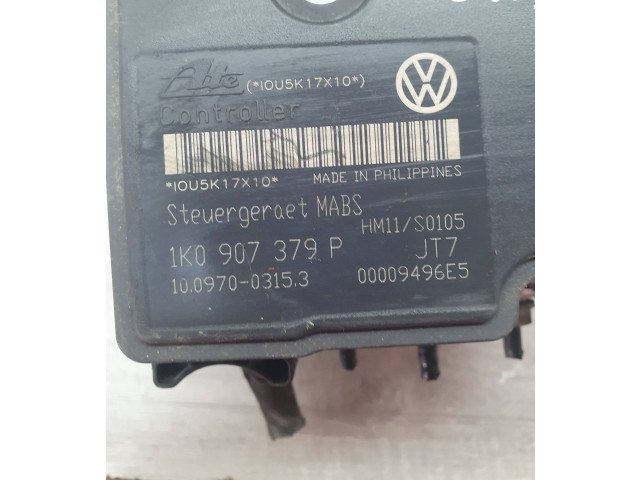 Ate (*IOU5K17X10*)
Controller
*IOU5K17X10* MADE IN PHILIPPINES
Steuergeraet MABS
HM11/S0105
1K0 907 379 P JT7
10.0970-0315.3 00009496E5